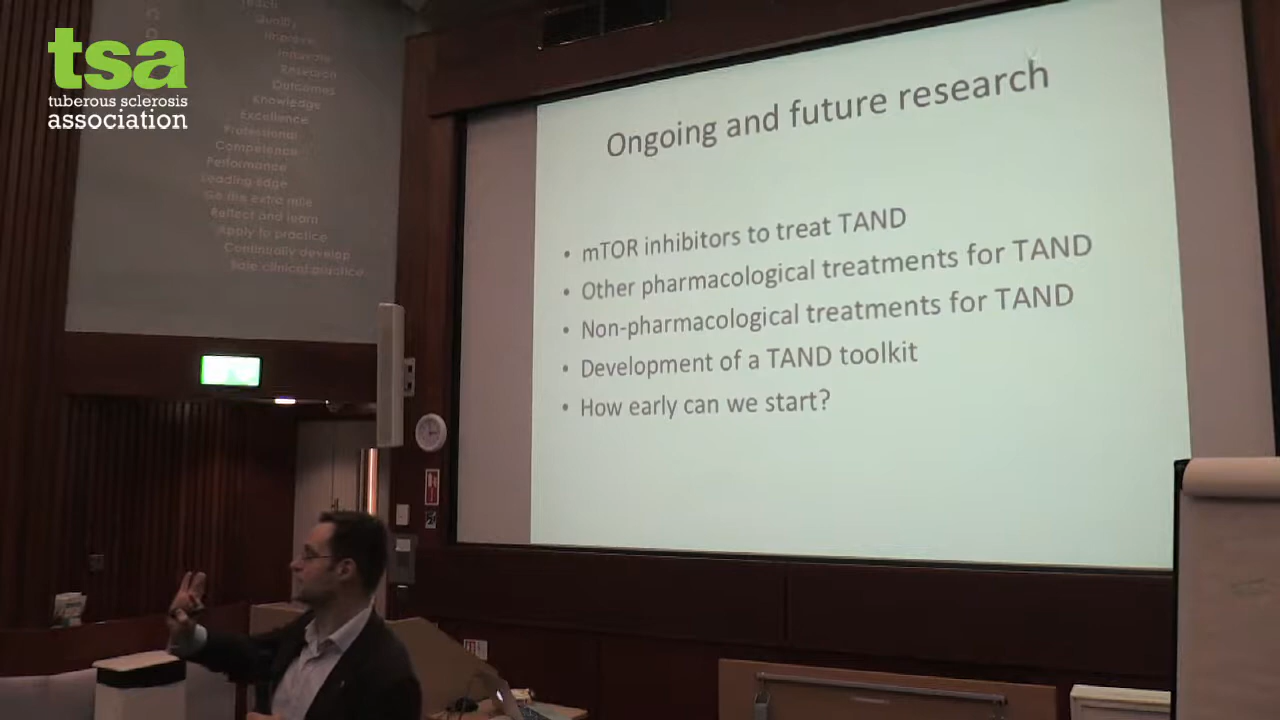 tsa
tuberous sclerosis
association
Teach
Quality
Improve
Innovate
Research
Outcomes
Knowledge
Excellence
Professional
Competence
Performance
Leading edge
Go the extra mile
Reflect and learn
Apply to practice
Continually develop
Safe clinical practice
Ongoing and future research
• mTOR inhibitors to treat TAND
• Other pharmacological treatments for TAND
• Non-pharmacological treatments for TAND
• Development of a TAND toolkit
• How early can we start?